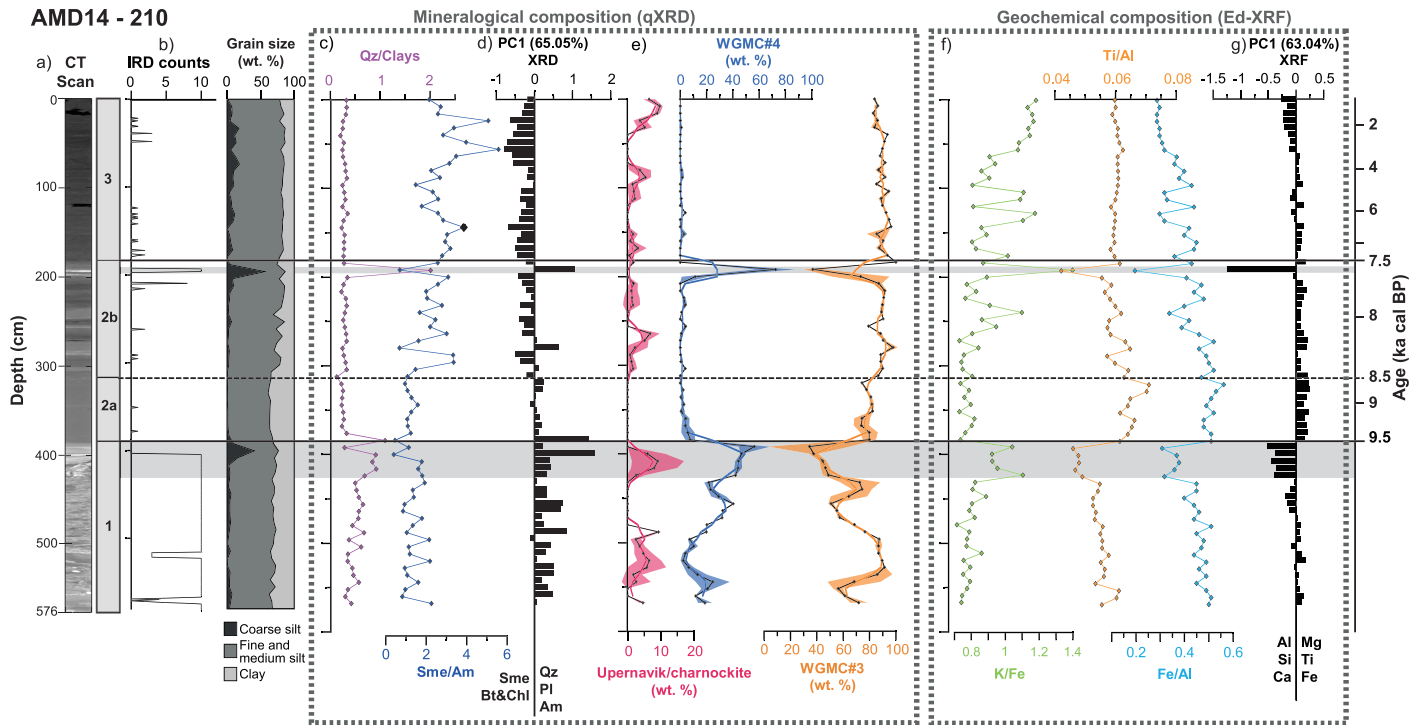 AMD14 - 210
Mineralogical composition (qXRD)
Geochemical composition (Ed-XRF)
a) CT Scan
b) IRD counts
0 5 10
Grain size (wt. %)
0 50 100
c)
Qz/Clays
0 1 2
d) PC1 (65.05%)
XRD
-1 0 1 2
e)
WGMC#4
(wt. %)
0 20 40 60 80 100
f)
Ti/Al
0.04 0.06 0.08
g) PC1 (63.04%)
XRF
-1.5 -0.5 0.5
Depth (cm)
0
100
200
300
400
500
576
3
2b
2a
1
Age (ka cal BP)
2
4
6
7.5
8
8.5
9
9.5
Coarse silt
Fine and medium silt
Clay
0 2 4 6
Sme/Am
Sme
Bt&Chl
Qz
Pl
Am
0 20
Upernavik/charnockite
(wt. %)
0 20 40 60 80 100
WGMC#3
(wt. %)
0.8 1 1.2 1.4
K/Fe
0.2 0.4 0.6
Fe/Al
Al Mg
Si Ti
Ca Fe